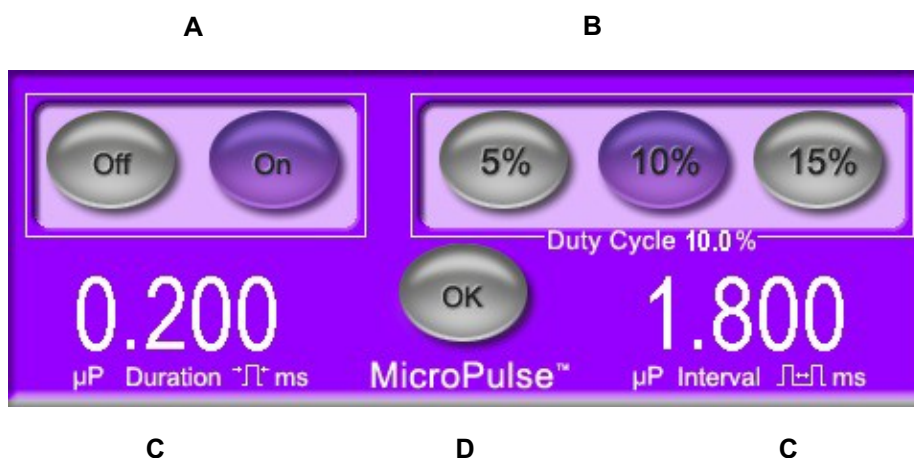 A B
Off On 5% 10% 15%
Duty Cycle 10.0%
OK
0.200 1.800
MicroPulse™
µP Duration ms µP Interval ms
C D C